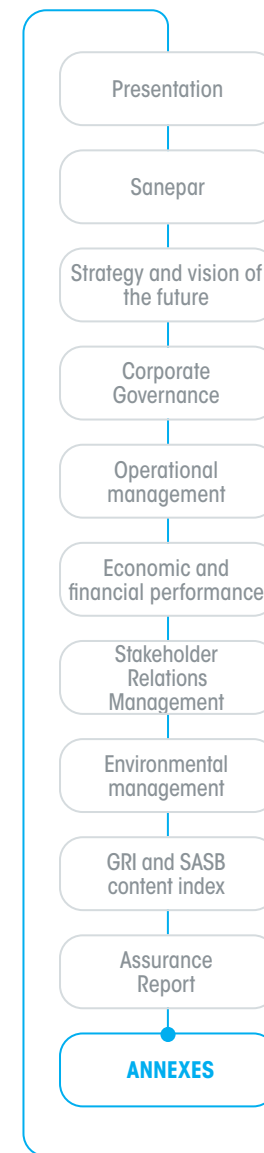 Presentation
Sanepar
Strategy and vision of
the future
Corporate
Governance
Operational
management
Economic and
financial performance
Stakeholder
Relations
Management
Environmental
management
GRI and SASB
content index
Assurance
Report
ANNEXES